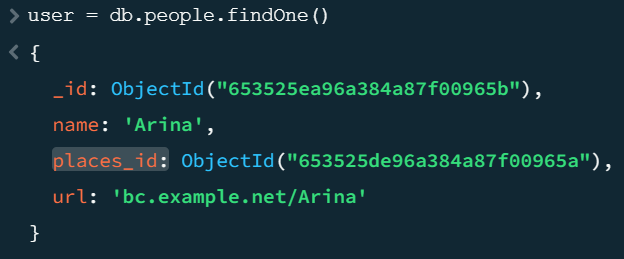 > user = db.people.findOne()
< {
_id: ObjectId("653525ea96a384a87f00965b"),
name: 'Arina',
places_id: ObjectId("653525de96a384a87f00965a"),
url: 'bc.example.net/Arina'
}